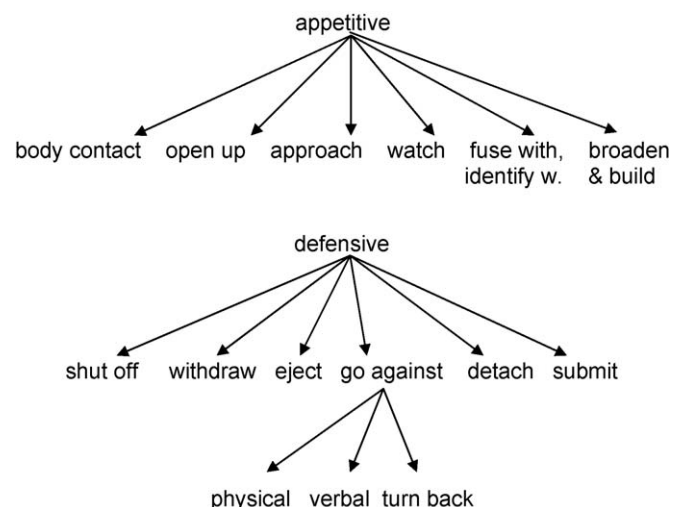 appetitive
body contact open up approach watch fuse with, broaden
identify w. & build
defensive
shut off withdraw eject go against detach submit
physical verbal turn back